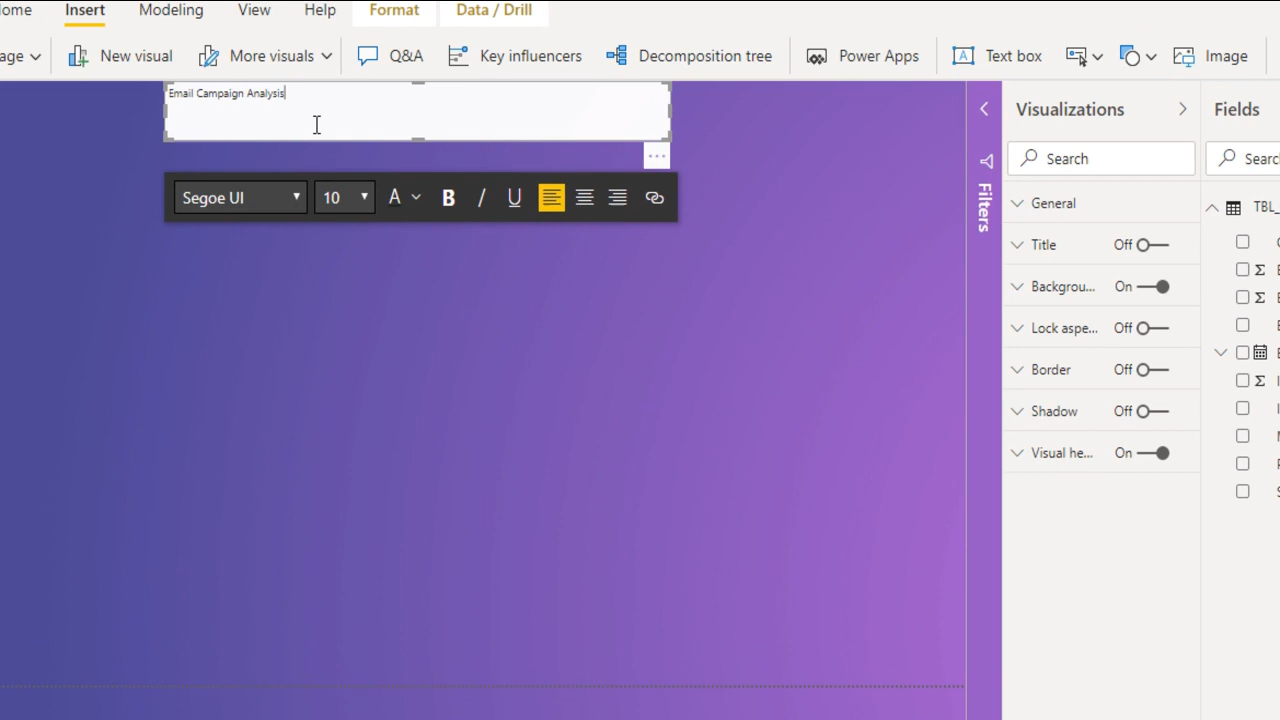 ome Insert Modeling View Help Format Data / Drill
age New visual More visuals Q&A Key influencers Decomposition tree Power Apps Text box Image
Email Campaign Analysis
...
Segoe UI 10 A B / U
Filters
Visualizations
Search
General
Title Off
Backgrou... On
Lock aspe... Off
Border Off
Shadow Off
Visual he... On
Fields
Searc
TBL_